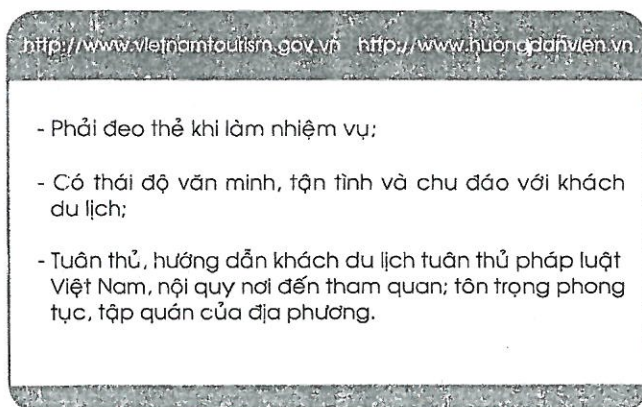 http://www.vietnamtourism.gov.vn http://www.huongdanvien.vn
- Phải đeo thẻ khi làm nhiệm vụ;
- Có thái độ văn minh, tận tình và chu đáo với khách
du lịch;
- Tuân thủ, hướng dẫn khách du lịch tuân thủ pháp luật
Việt Nam, nội quy nơi đến tham quan; tôn trọng phong
tục, tập quán của địa phương.